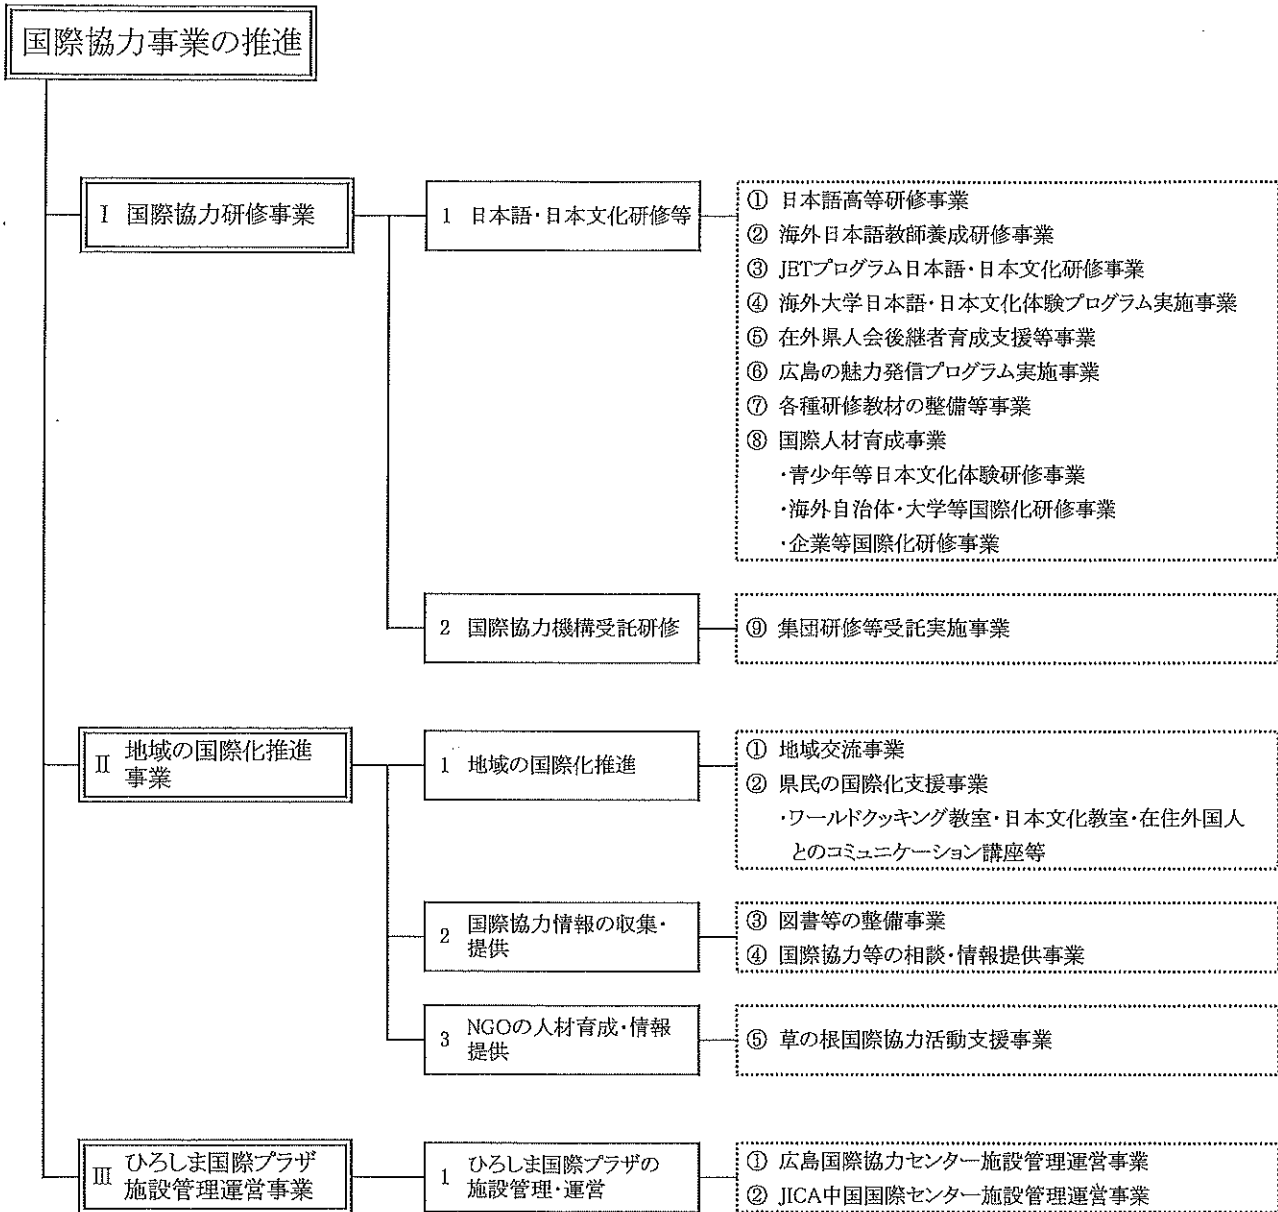 国際協力事業の推進
Ⅰ 国際協力研修事業
1 日本語・日本文化研修等
① 日本語高等研修事業
② 海外日本語教師養成研修事業
③ JETプログラム日本語・日本文化研修事業
④ 海外大学日本語・日本文化体験プログラム実施事業
⑤ 在外県人会後継者育成支援等事業
⑥ 広島の魅力発信プログラム実施事業
⑦ 各種研修教材の整備等事業
⑧ 国際人材育成事業
・青少年等日本文化体験研修事業
・海外自治体・大学等国際化研修事業
・企業等国際化研修事業
2 国際協力機構受託研修
⑨ 集団研修等受託実施事業
Ⅱ 地域の国際化推進
事業
1 地域の国際化推進
① 地域交流事業
② 県民の国際化支援事業
・ワールドクッキング教室・日本文化教室・在住外国人
とのコミュニケーション講座等
2 国際協力情報の収集・
提供
③ 図書等の整備事業
④ 国際協力等の相談・情報提供事業
3 NGOの人材育成・情報
提供
⑤ 草の根国際協力活動支援事業
Ⅲ ひろしま国際プラザ
施設管理運営事業
1 ひろしま国際プラザの
施設管理・運営
① 広島国際協力センター施設管理運営事業
② JICA中国国際センター施設管理運営事業